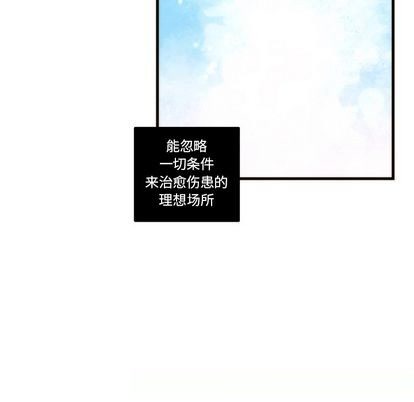 能忽略
一切条件
来治愈伤患的
理想场所